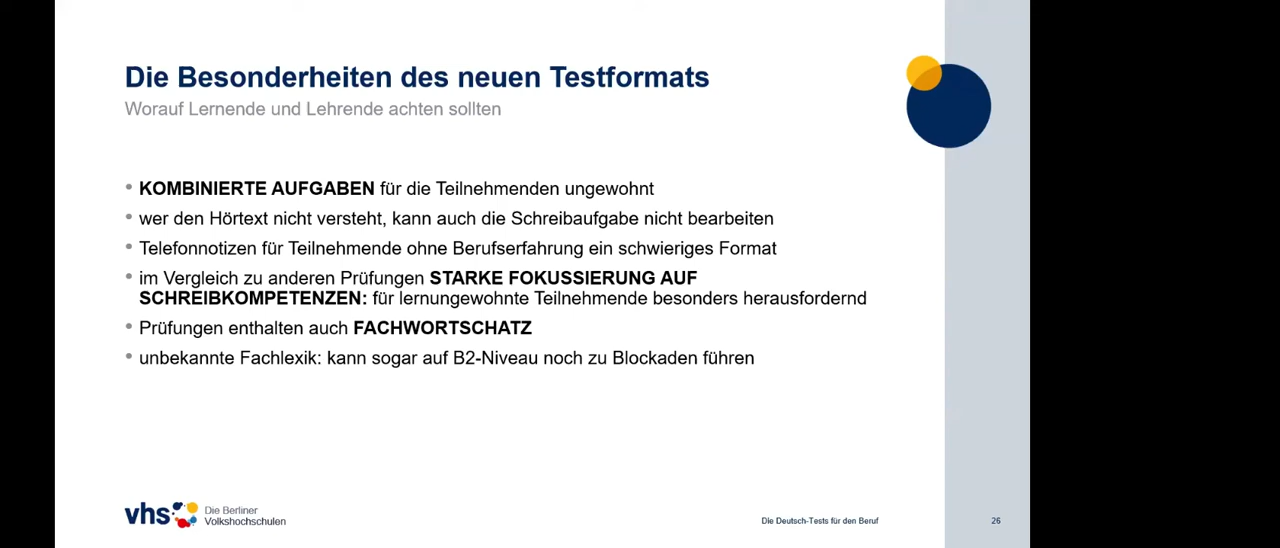 Die Besonderheiten des neuen Testformats
Worauf Lernende und Lehrende achten sollten
• KOMBINIERTE AUFGABEN für die Teilnehmenden ungewohnt
• wer den Hörtext nicht versteht, kann auch die Schreibaufgabe nicht bearbeiten
• Telefonnotizen für Teilnehmende ohne Berufserfahrung ein schwieriges Format
• im Vergleich zu anderen Prüfungen STARKE FOKUSSIERUNG AUF
SCHREIBKOMPETENZEN: für lernungewohnte Teilnehmende besonders herausfordernd
• Prüfungen enthalten auch FACHWORTSCHATZ
• unbekannte Fachlexik: kann sogar auf B2-Niveau noch zu Blockaden führen
vhs Die Berliner
Volkshochschulen
Die Deutsch-Tests für den Beruf
26